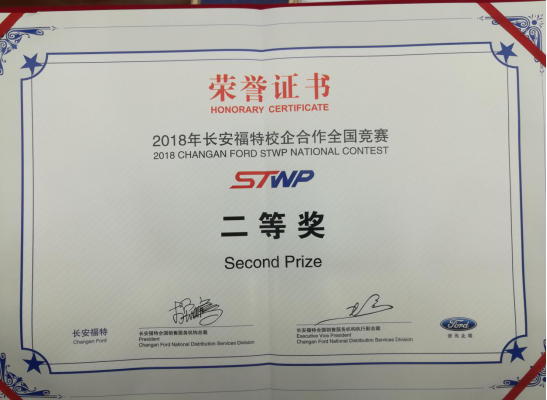 荣誉证书
HONORARY CERTIFICATE
2018年长安福特校企合作全国竞赛
2018 CHANGAN FORD STWP NATIONAL CONTEST
STWP
二等奖
Second Prize
长安福特
Changan Ford
长安福特全国销售服务机构总裁
President
Changan Ford National Distribution Services Division
长安福特全国销售服务机构执行副总裁
Executive Vice President
Changan Ford National Distribution Services Division
Ford
STWP